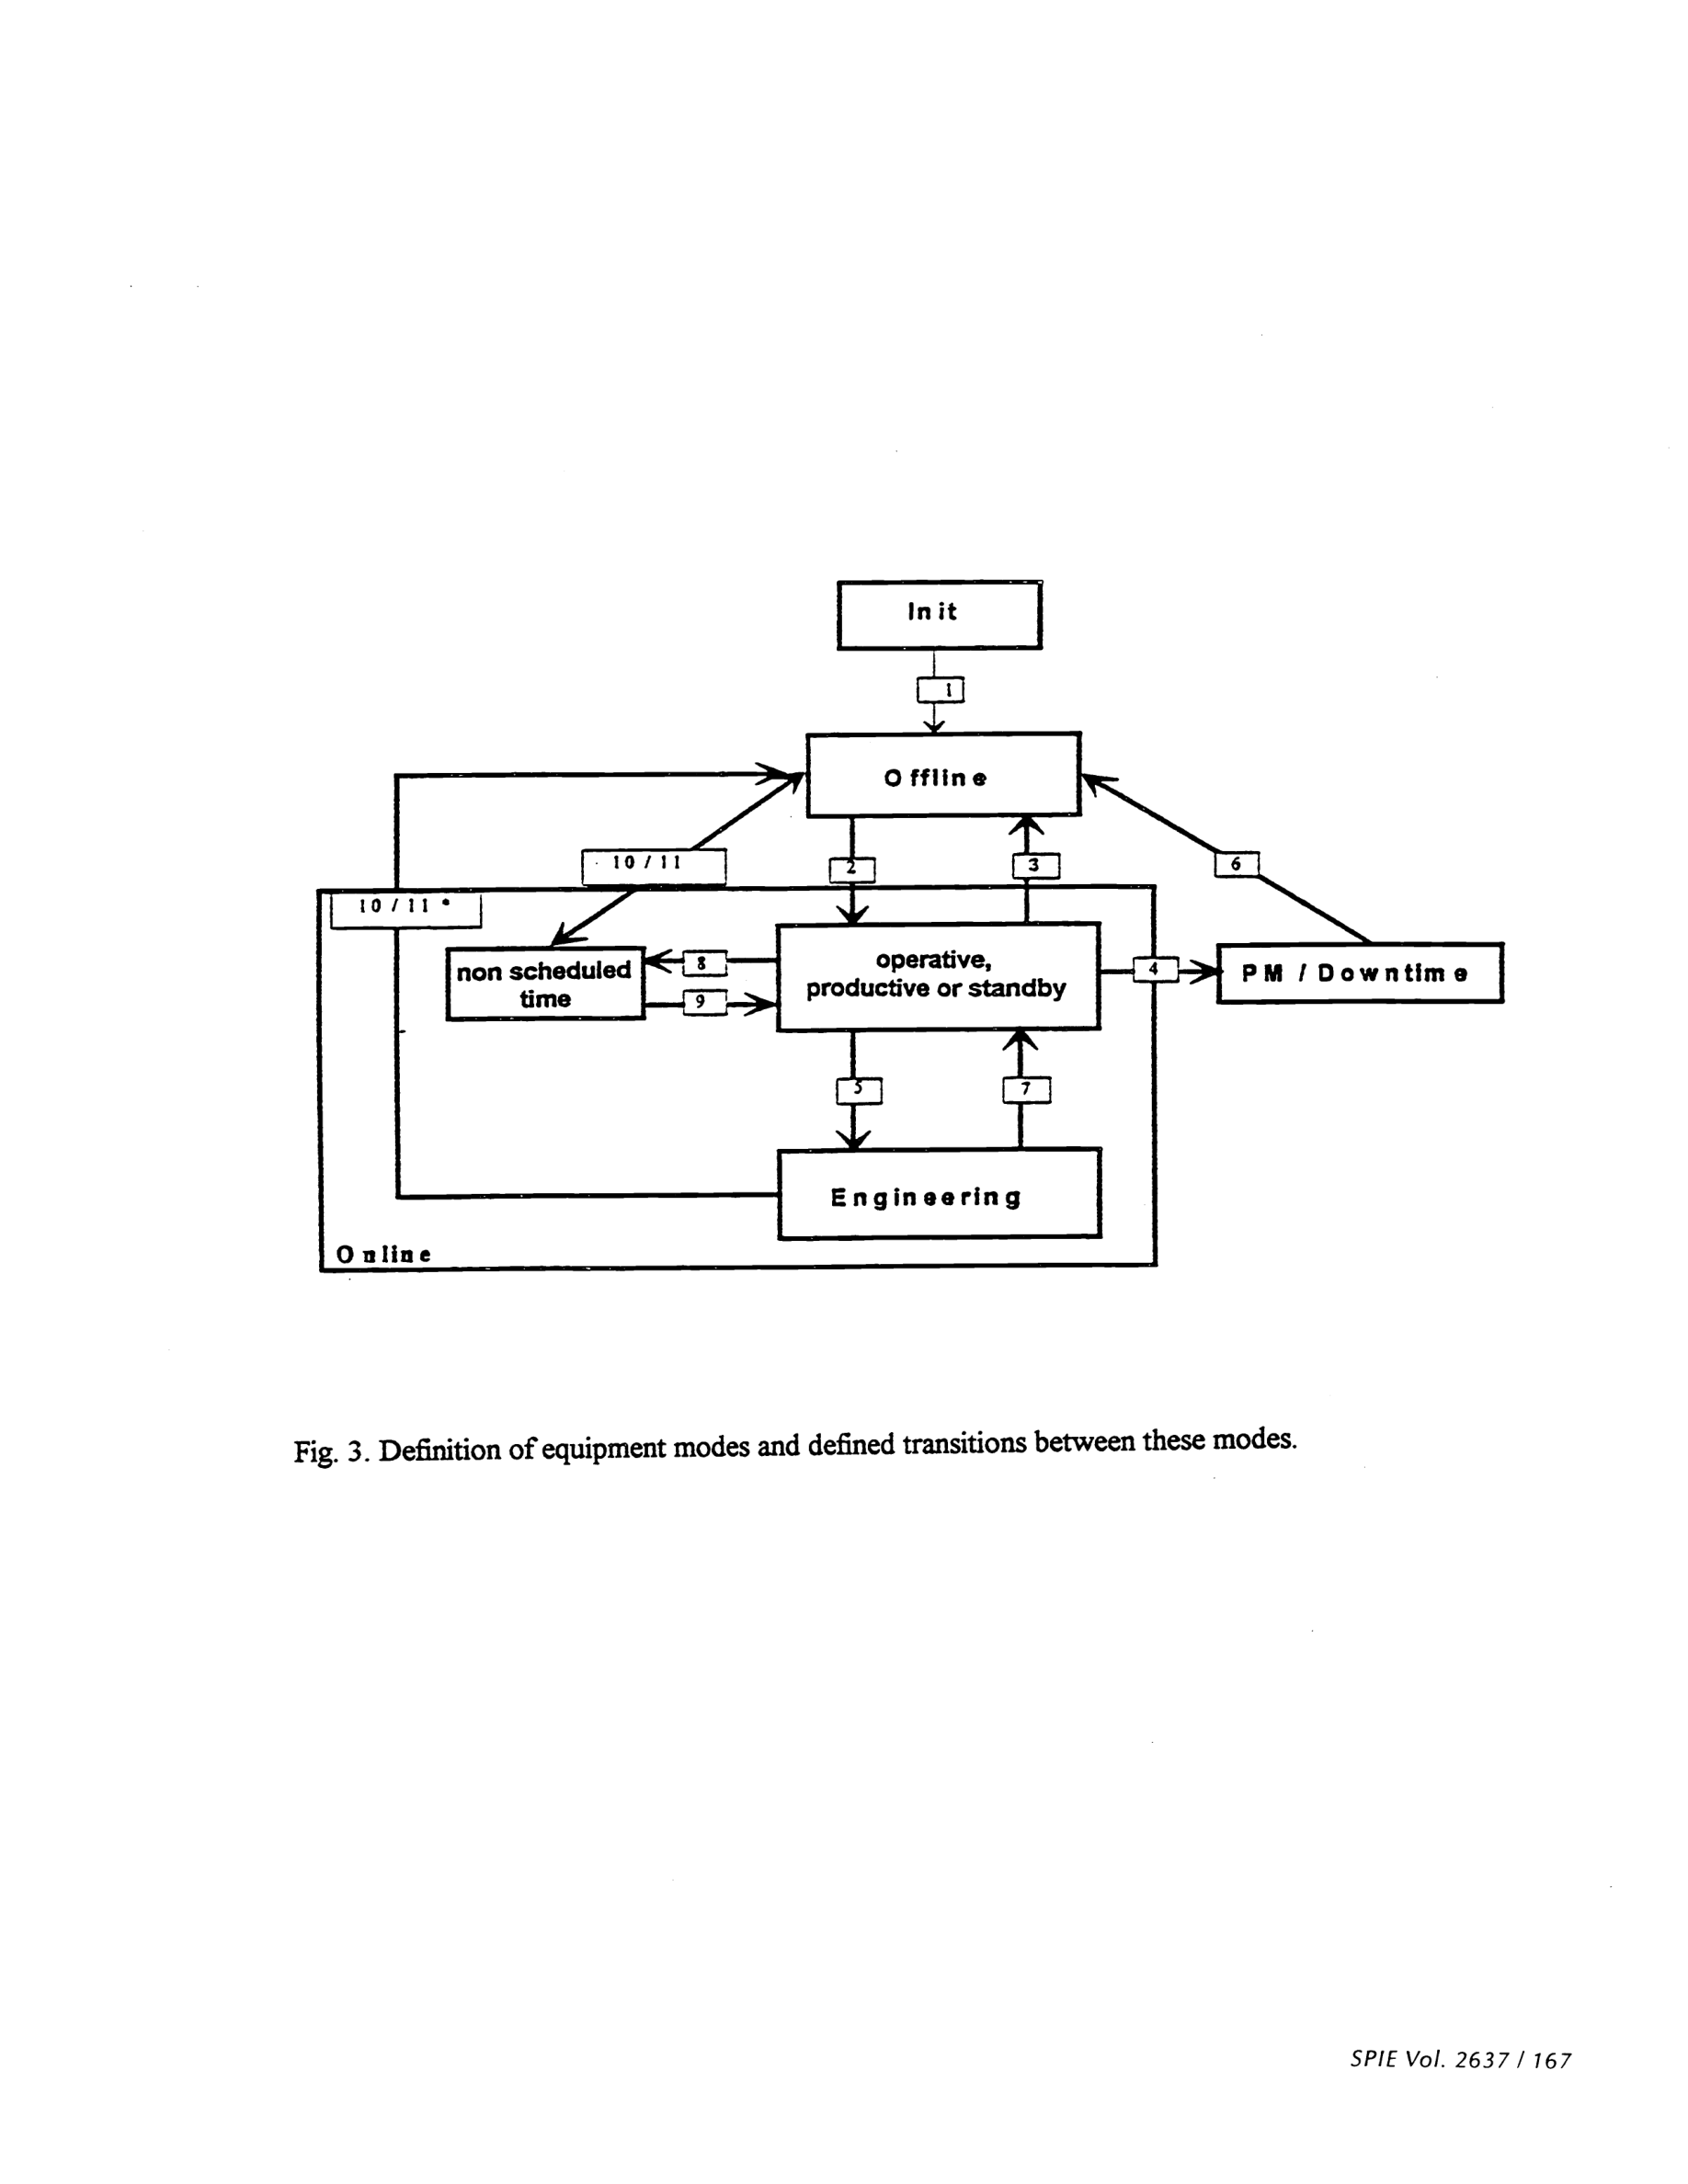 Init
1
Offline
10 / 11
2
3
6
10 / 11 *
non scheduled
time
8
9
operative,
productive or standby
4
PM / Downtime
5
7
Engineering
Online
Fig. 3. Definition of equipment modes and defined transitions between these modes.
SPIE Vol. 2637 / 167